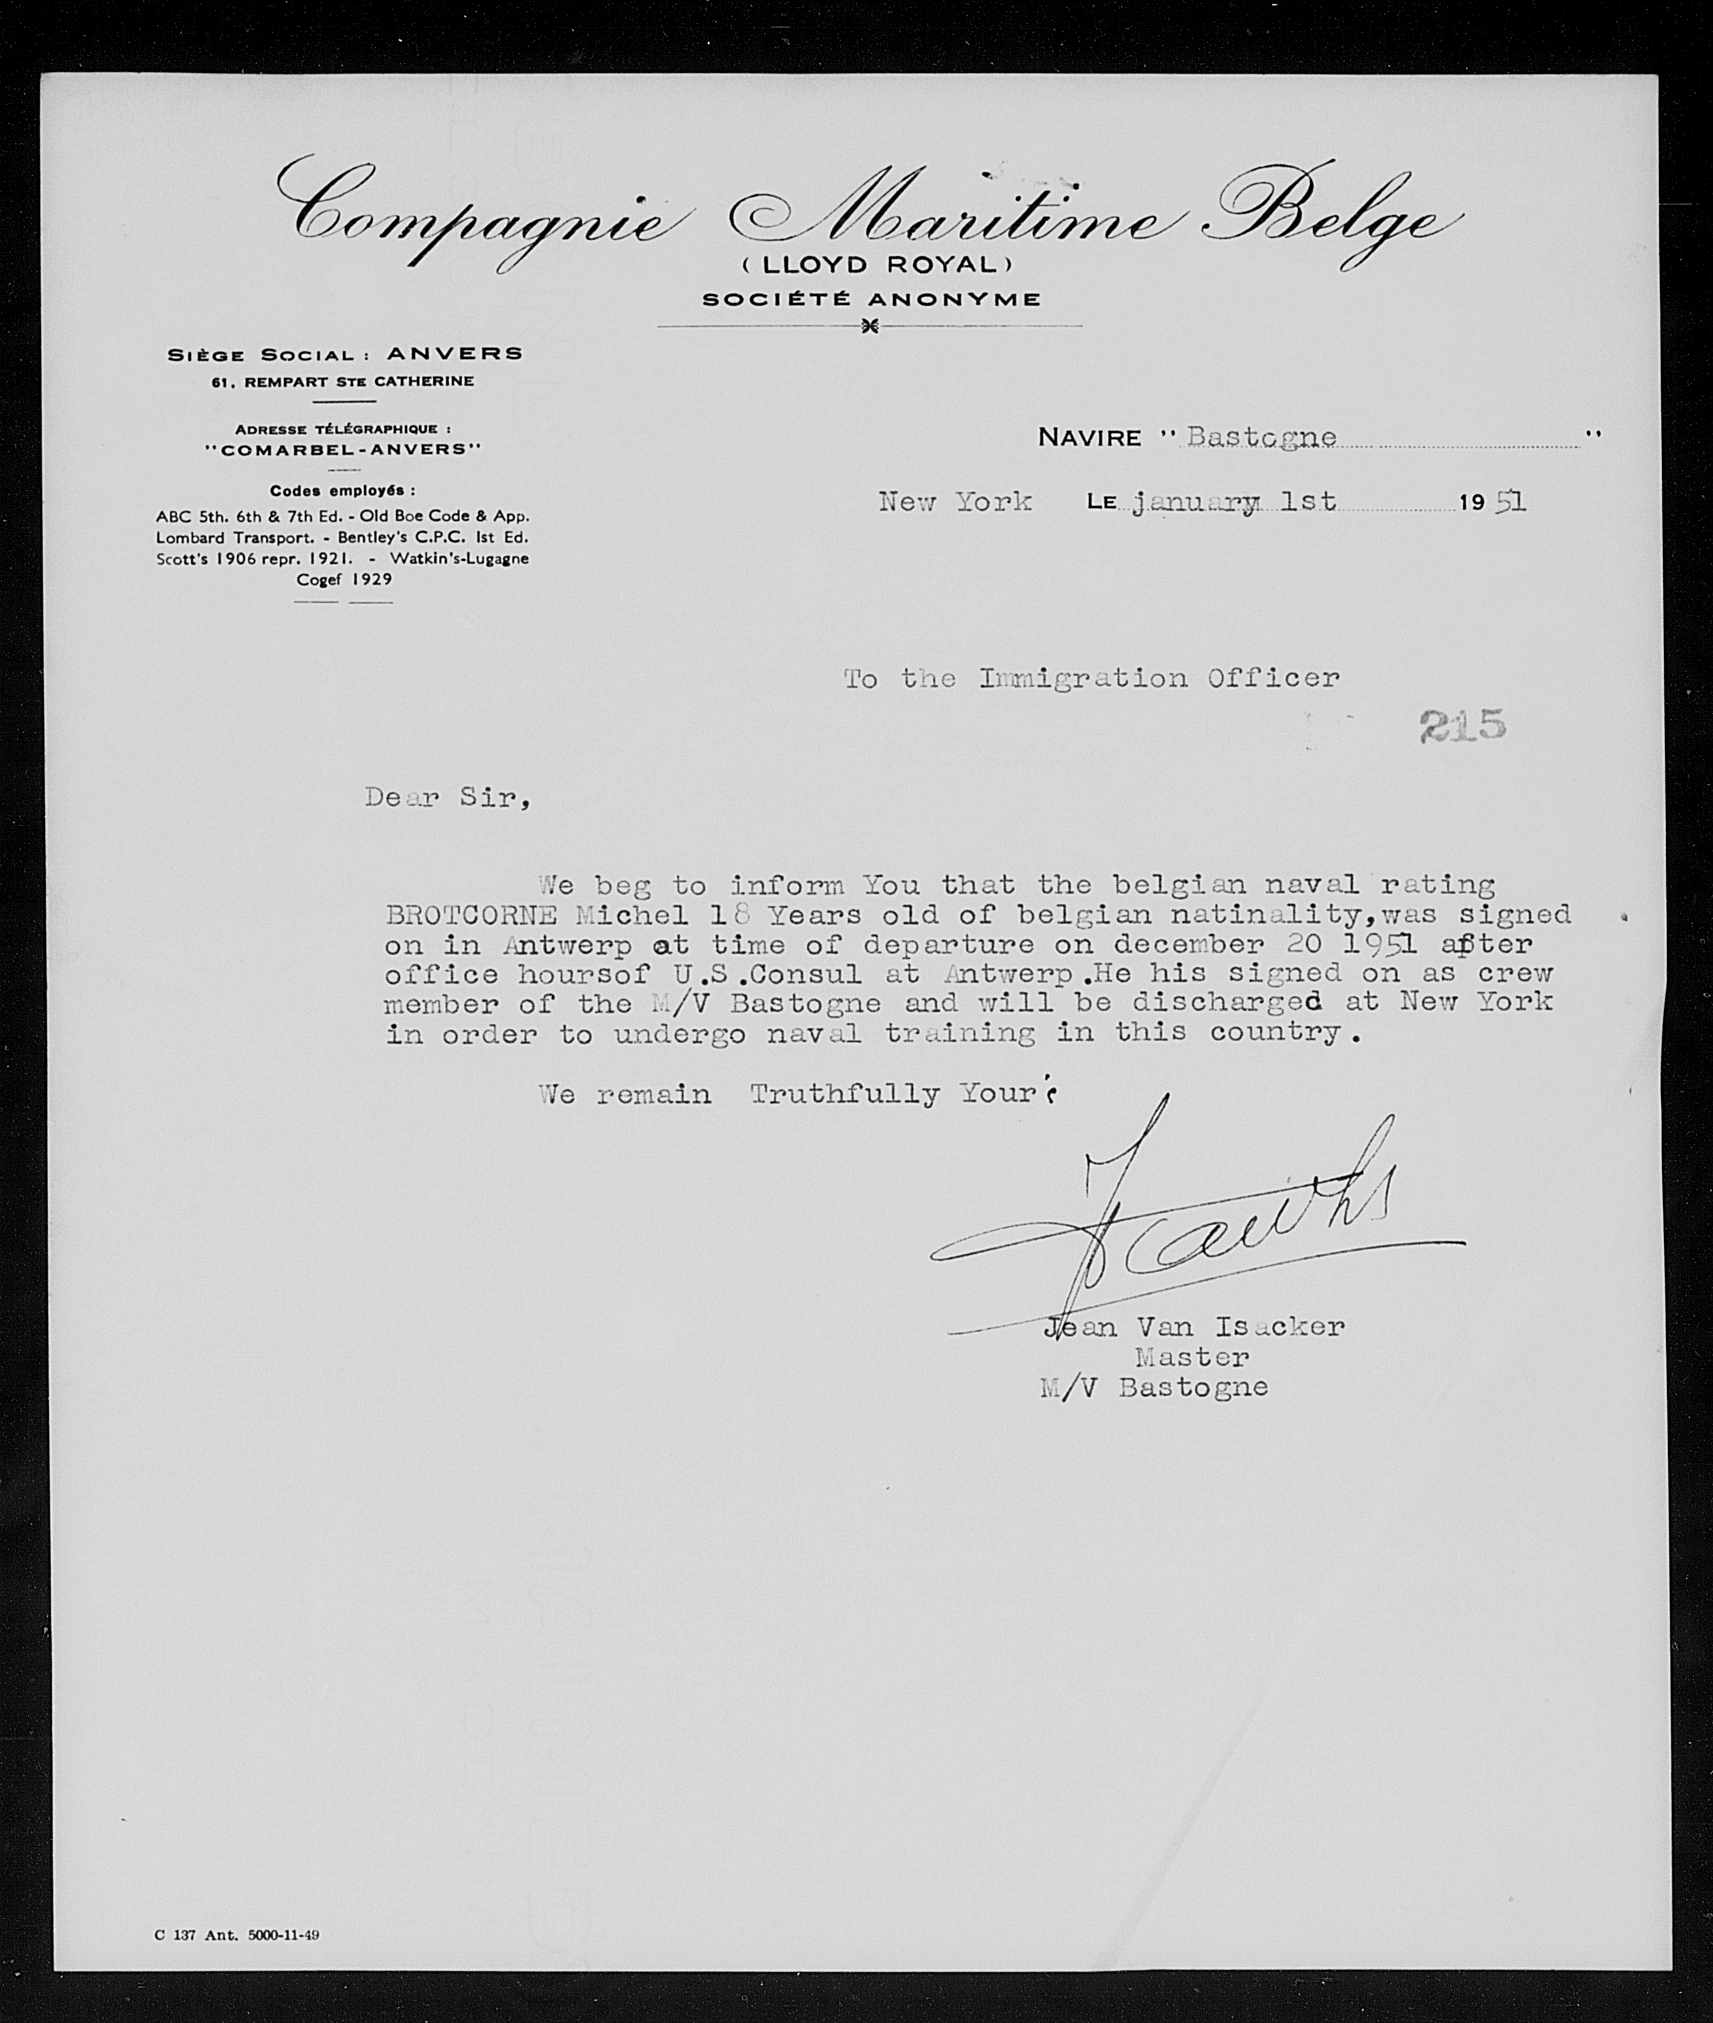 Compagnie Maritime Belge
(LLOYD ROYAL)
SOCIÉTÉ ANONYME
SIÈGE SOCIAL : ANVERS
61, REMPART STE CATHERINE
ADRESSE TÉLÉGRAPHIQUE :
"COMARBEL-ANVERS"
Codes employés :
ABC 5th. 6th & 7th Ed. - Old Boe Code & App.
Lombard Transport. - Bentley's C.P.C. 1st Ed.
Scott's 1906 repr. 1921. - Watkin's-Lugagne
Cogef 1929
NAVIRE " Bastogne "
New York LE january 1st 19 51
To the Immigration Officer
215
Dear Sir,
We beg to inform You that the belgian naval rating
BROTCORNE Michel 18 Years old of belgian natinality,was signed
on in Antwerp at time of departure on december 20 1951 after
office hoursof U.S.Consul at Antwerp.He his signed on as crew
member of the M/V Bastogne and will be discharged at New York
in order to undergo naval training in this country.
We remain Truthfully Your's
Jean Van Isacker
Master
M/V Bastogne
C 137 Ant. 5000-11-49